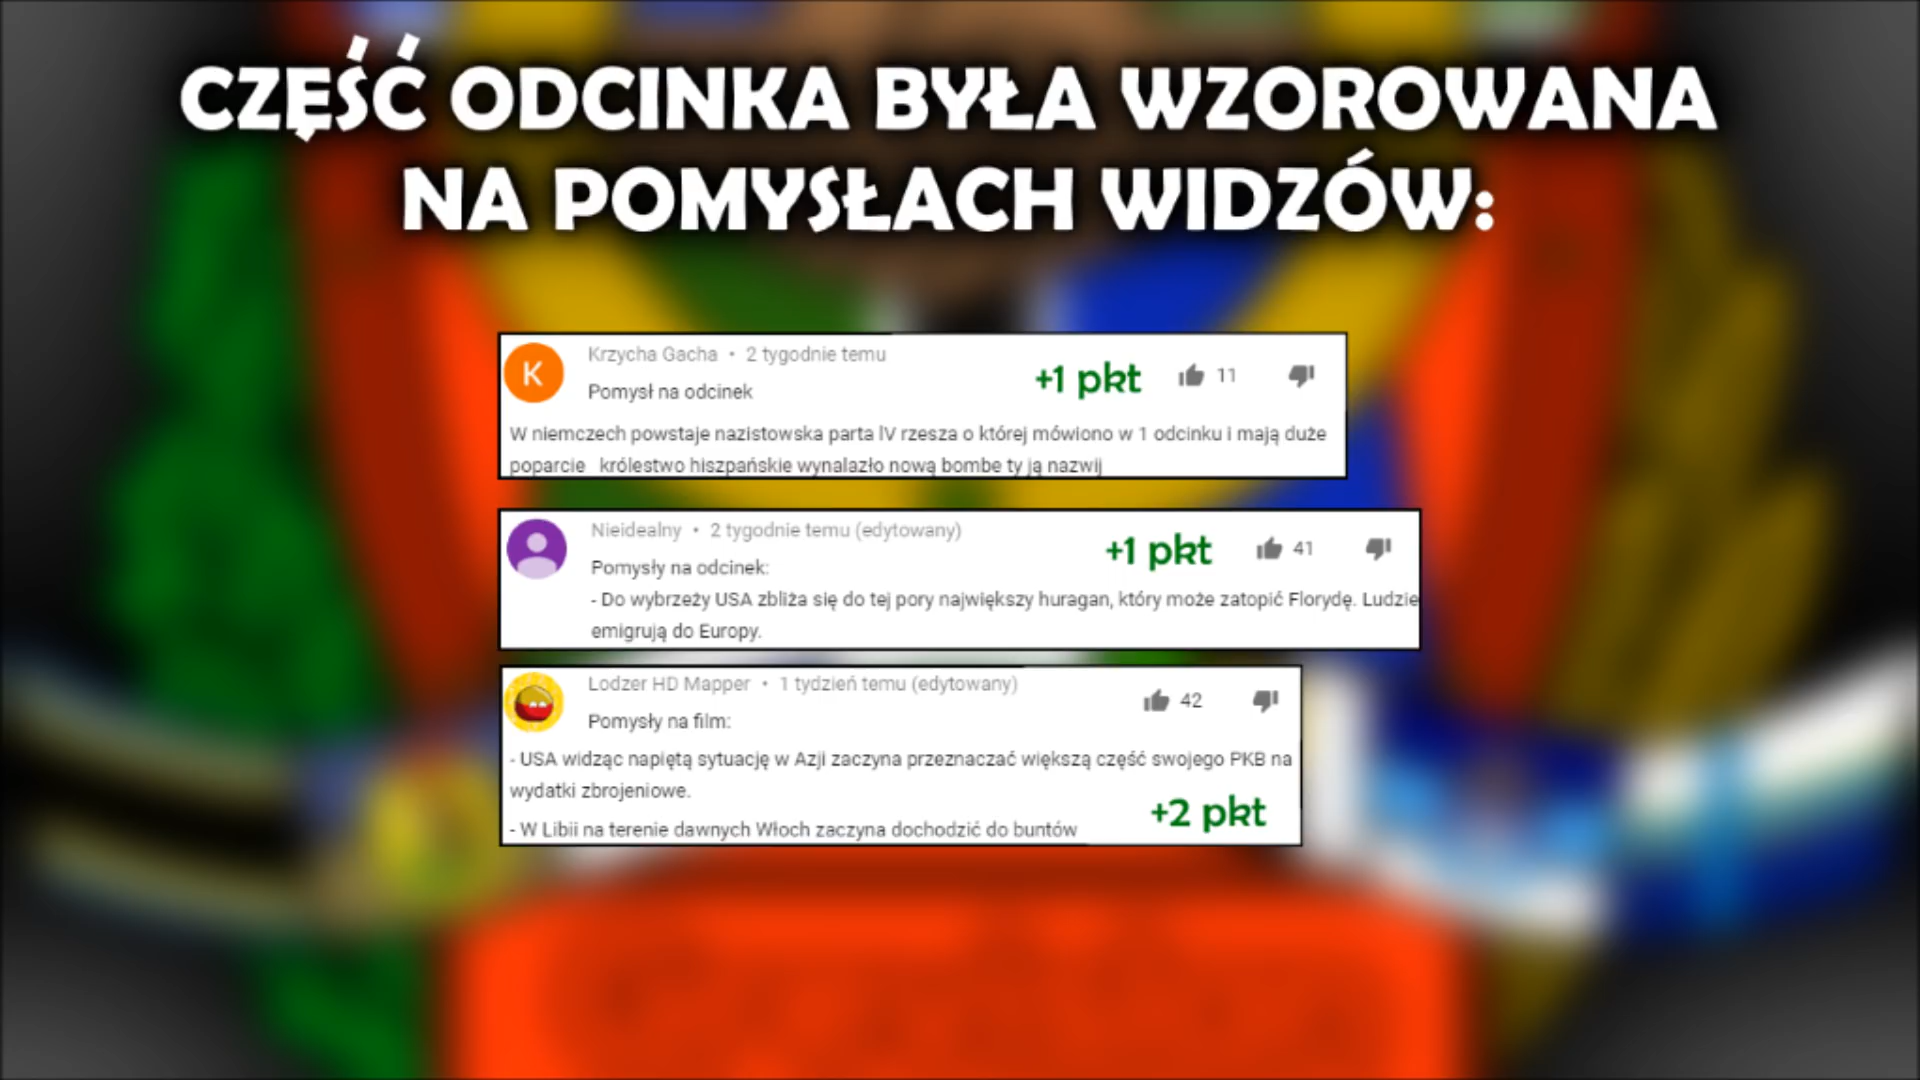 CZĘŚĆ ODCINKA BYŁA WZOROWANA
NA POMYSŁACH WIDZÓW:
K
Krzycha Gacha • 2 tygodnie temu
+1 pkt
11
Pomysł na odcinek
W niemczech powstaje nazistowska parta lV rzesza o której mówiono w 1 odcinku i mają duże
poparcie królestwo hiszpańskie wynalazło nową bombe ty ją nazwij
Nieidealny • 2 tygodnie temu (edytowany)
+1 pkt
41
Pomysły na odcinek:
- Do wybrzeży USA zbliża się do tej pory największy huragan, który może zatopić Florydę. Ludzie
emigrują do Europy.
Lodzer HD Mapper • 1 tydzień temu (edytowany)
42
Pomysły na film:
- USA widząc napiętą sytuację w Azji zaczyna przeznaczać większą część swojego PKB na
wydatki zbrojeniowe.
+2 pkt
- W Libii na terenie dawnych Włoch zaczyna dochodzić do buntów